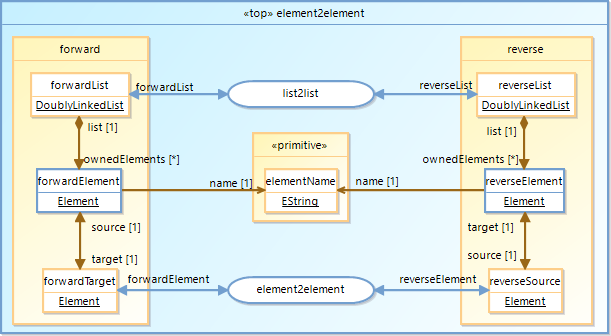 «top» element2element
forward
reverse
forwardList
DoublyLinkedList
forwardList
list2list
reverseList
reverseList
DoublyLinkedList
list [1]
list [1]
«primitive»
ownedElements [*]
ownedElements [*]
forwardElement
Element
name [1]
elementName
EString
name [1]
reverseElement
Element
source [1]
target [1]
target [1]
source [1]
forwardTarget
Element
forwardElement
element2element
reverseElement
reverseSource
Element